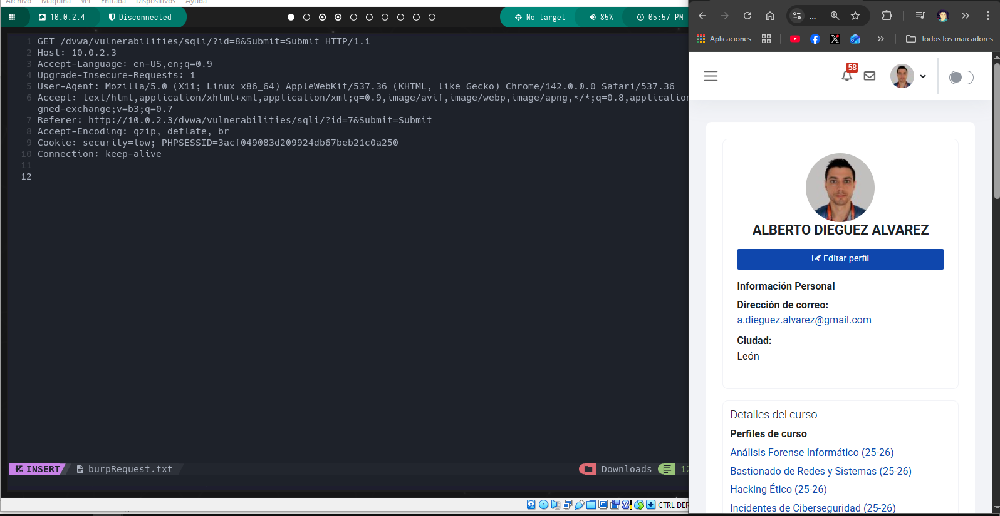 Archivo Máquina Ver Entrada Dispositivos Ayuda
10.0.2.4 Disconnected No target 85% 05:57 PM
1 GET /dvwa/vulnerabilities/sqli/?id=8&Submit=Submit HTTP/1.1
2 Host: 10.0.2.3
3 Accept-Language: en-US,en;q=0.9
4 Upgrade-Insecure-Requests: 1
5 User-Agent: Mozilla/5.0 (X11; Linux x86_64) AppleWebKit/537.36 (KHTML, like Gecko) Chrome/142.0.0.0 Safari/537.36
6 Accept: text/html,application/xhtml+xml,application/xml;q=0.9,image/avif,image/webp,image/apng,*/*;q=0.8,application
gned-exchange;v=b3;q=0.7
7 Referer: http://10.0.2.3/dvwa/vulnerabilities/sqli/?id=7&Submit=Submit
8 Accept-Encoding: gzip, deflate, br
9 Cookie: security=low; PHPSESSID=3acf049083d209924db67beb21c0a250
10 Connection: keep-alive
11
12
INSERT burpRequest.txt Downloads 12
CTRL DER
...
Aplicaciones Todos los marcadores
58
ALBERTO DIEGUEZ ALVAREZ
Editar perfil
Información Personal
Dirección de correo:
a.dieguez.alvarez@gmail.com
Ciudad:
León
Detalles del curso
Perfiles de curso
Análisis Forense Informático (25-26)
Bastionado de Redes y Sistemas (25-26)
Hacking Ético (25-26)
Incidentes de Ciberseguridad (25-26)